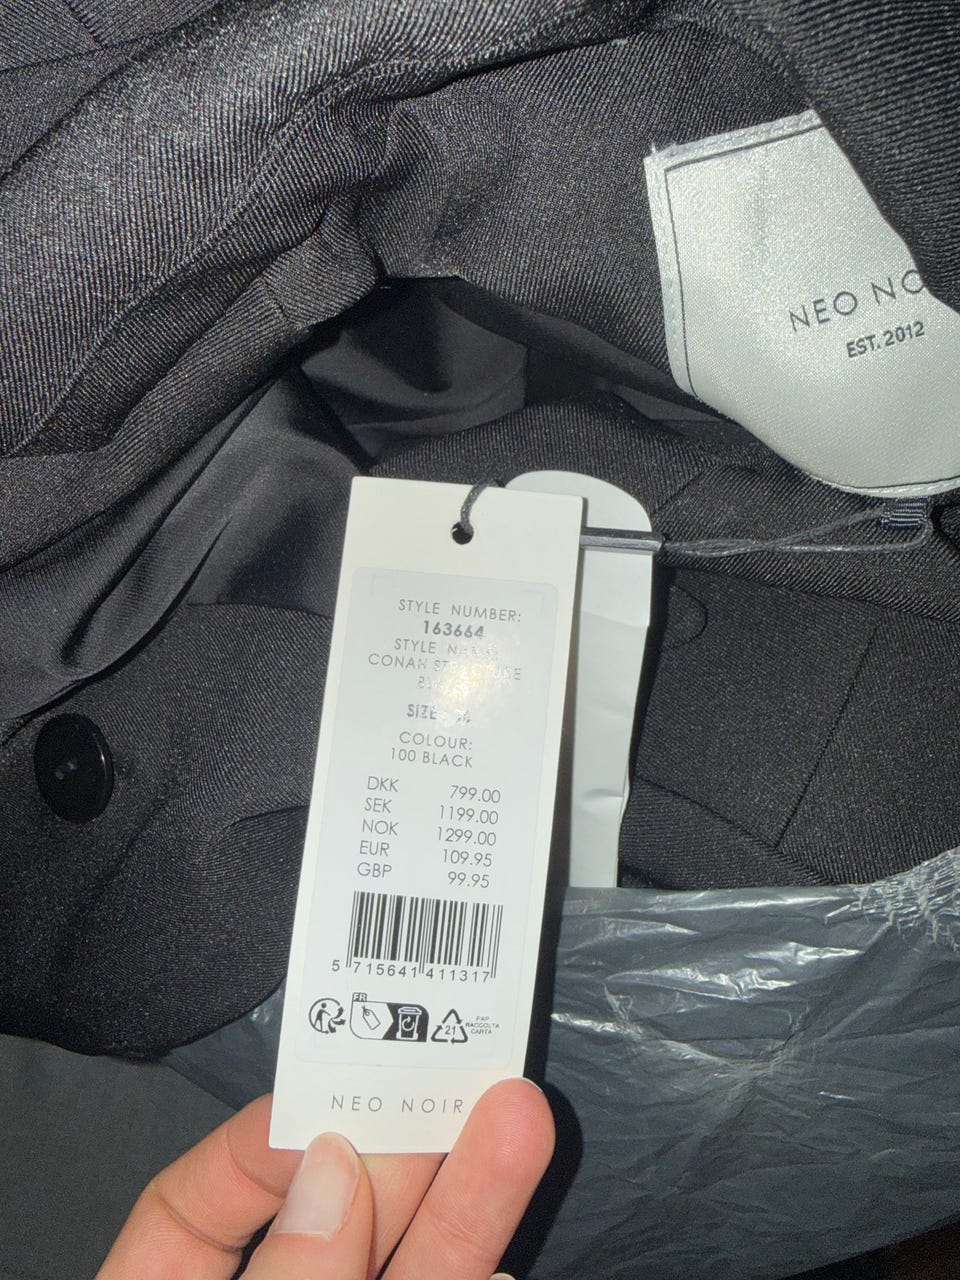 NEO NO
EST. 2012
STYLE NUMBER:
163664
STYLE
CONAN
SIZE:
COLOUR:
100 BLACK
DKK 799.00
SEK 1199.00
NOK 1299.00
EUR 109.95
GBP 99.95
5 715641 411317
FR
21
PAP
RACCOLTA
CARTA
NEO NOIR